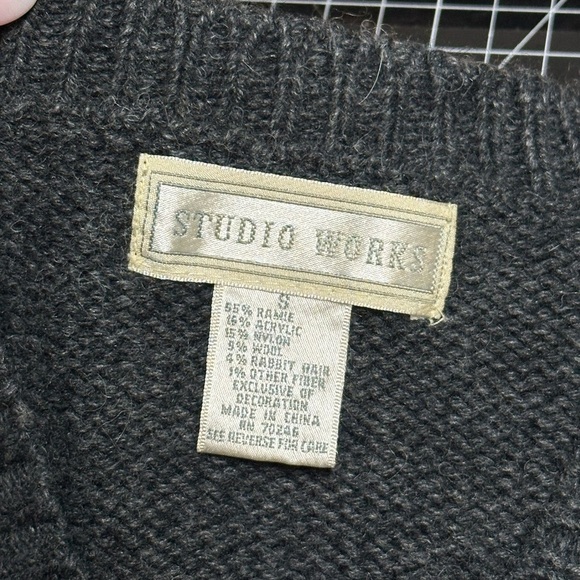 STUDIO WORKS
S
55% RAMIE
16% ACRYLIC
15% NYLON
9% WOOL
4% RABBIT HAIR
1% OTHER FIBER
EXCLUSIVE OF
DECORATION
MADE IN CHINA
RN 70246
SEE REVERSE FOR CARE